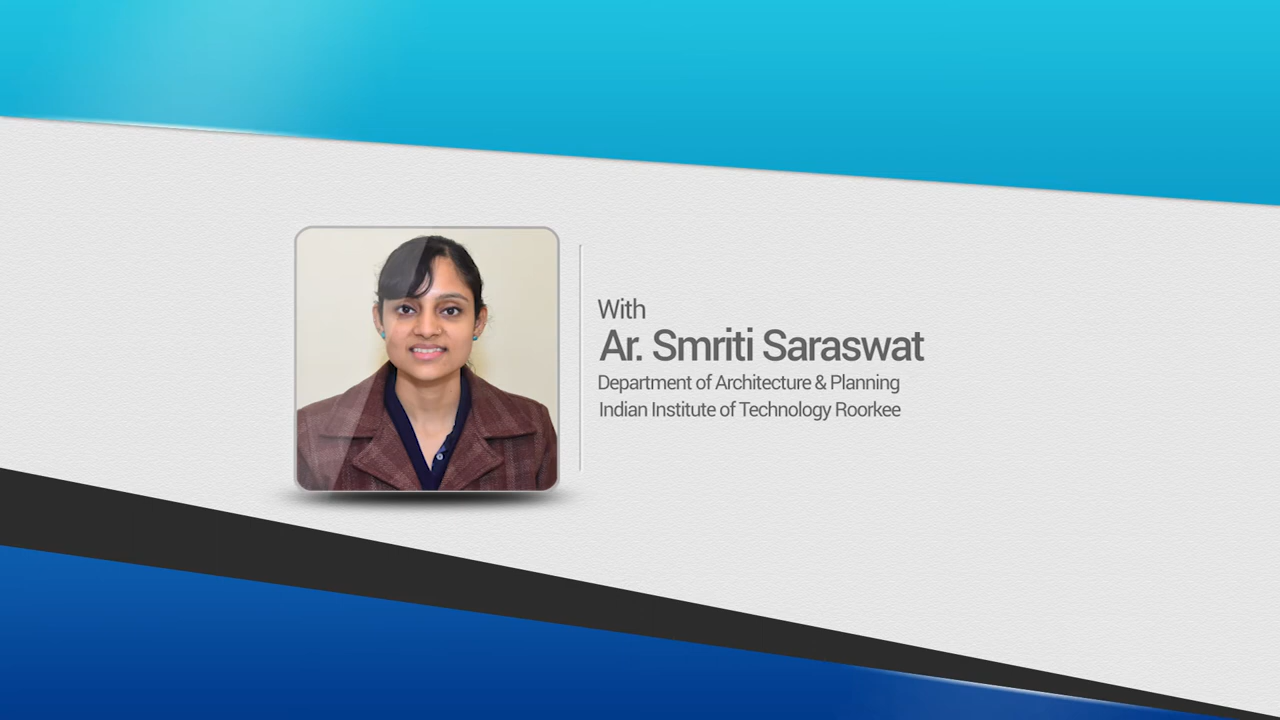 With
Ar. Smriti Saraswat
Department of Architecture & Planning
Indian Institute of Technology Roorkee